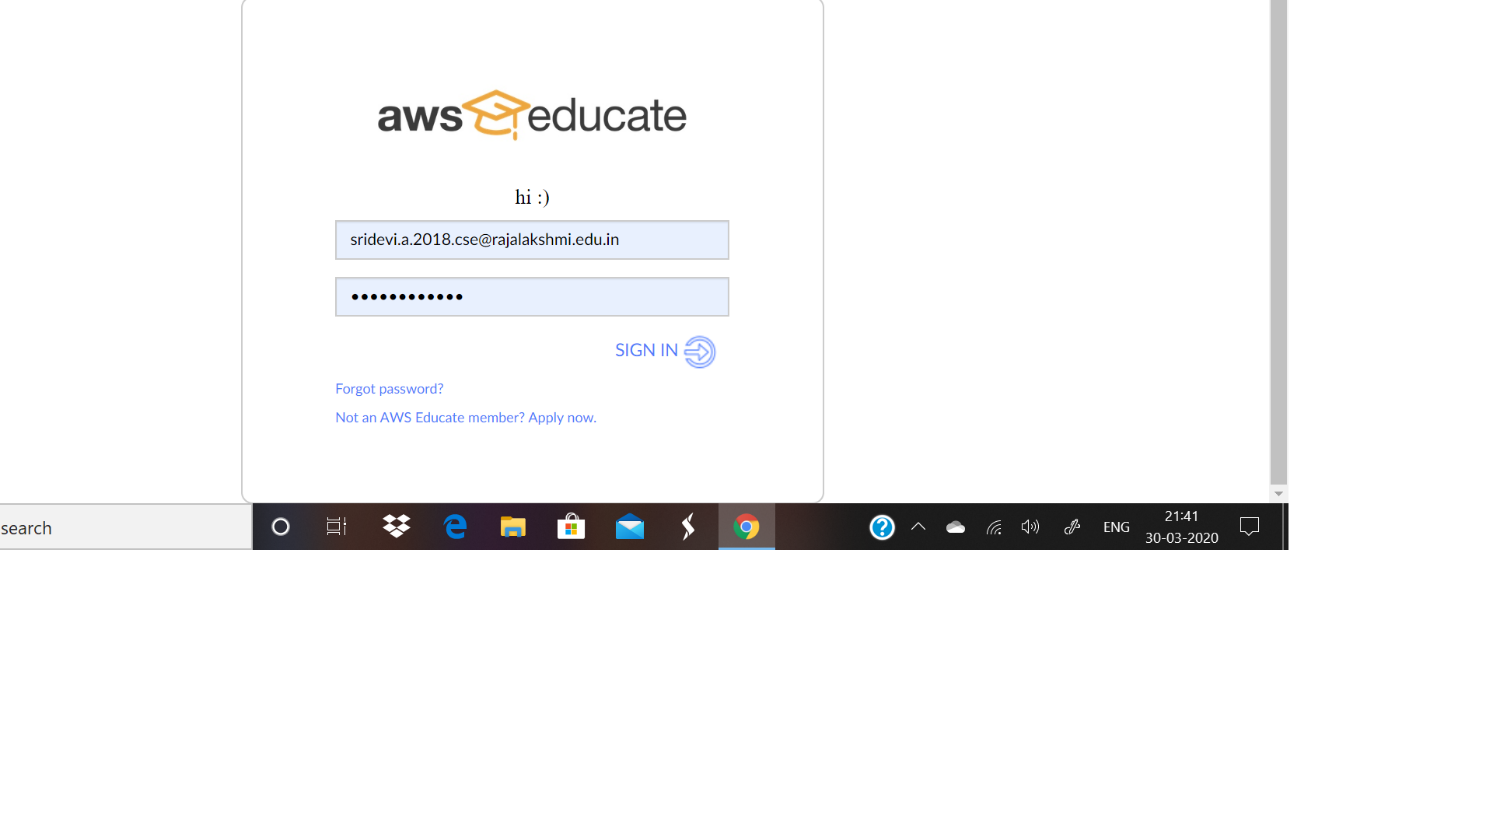 aws educate
hi :)
sridevi.a.2018.cse@rajalakshmi.edu.in
••••••••••••
SIGN IN
Forgot password?
Not an AWS Educate member? Apply now.
search
ENG
21:41
30-03-2020